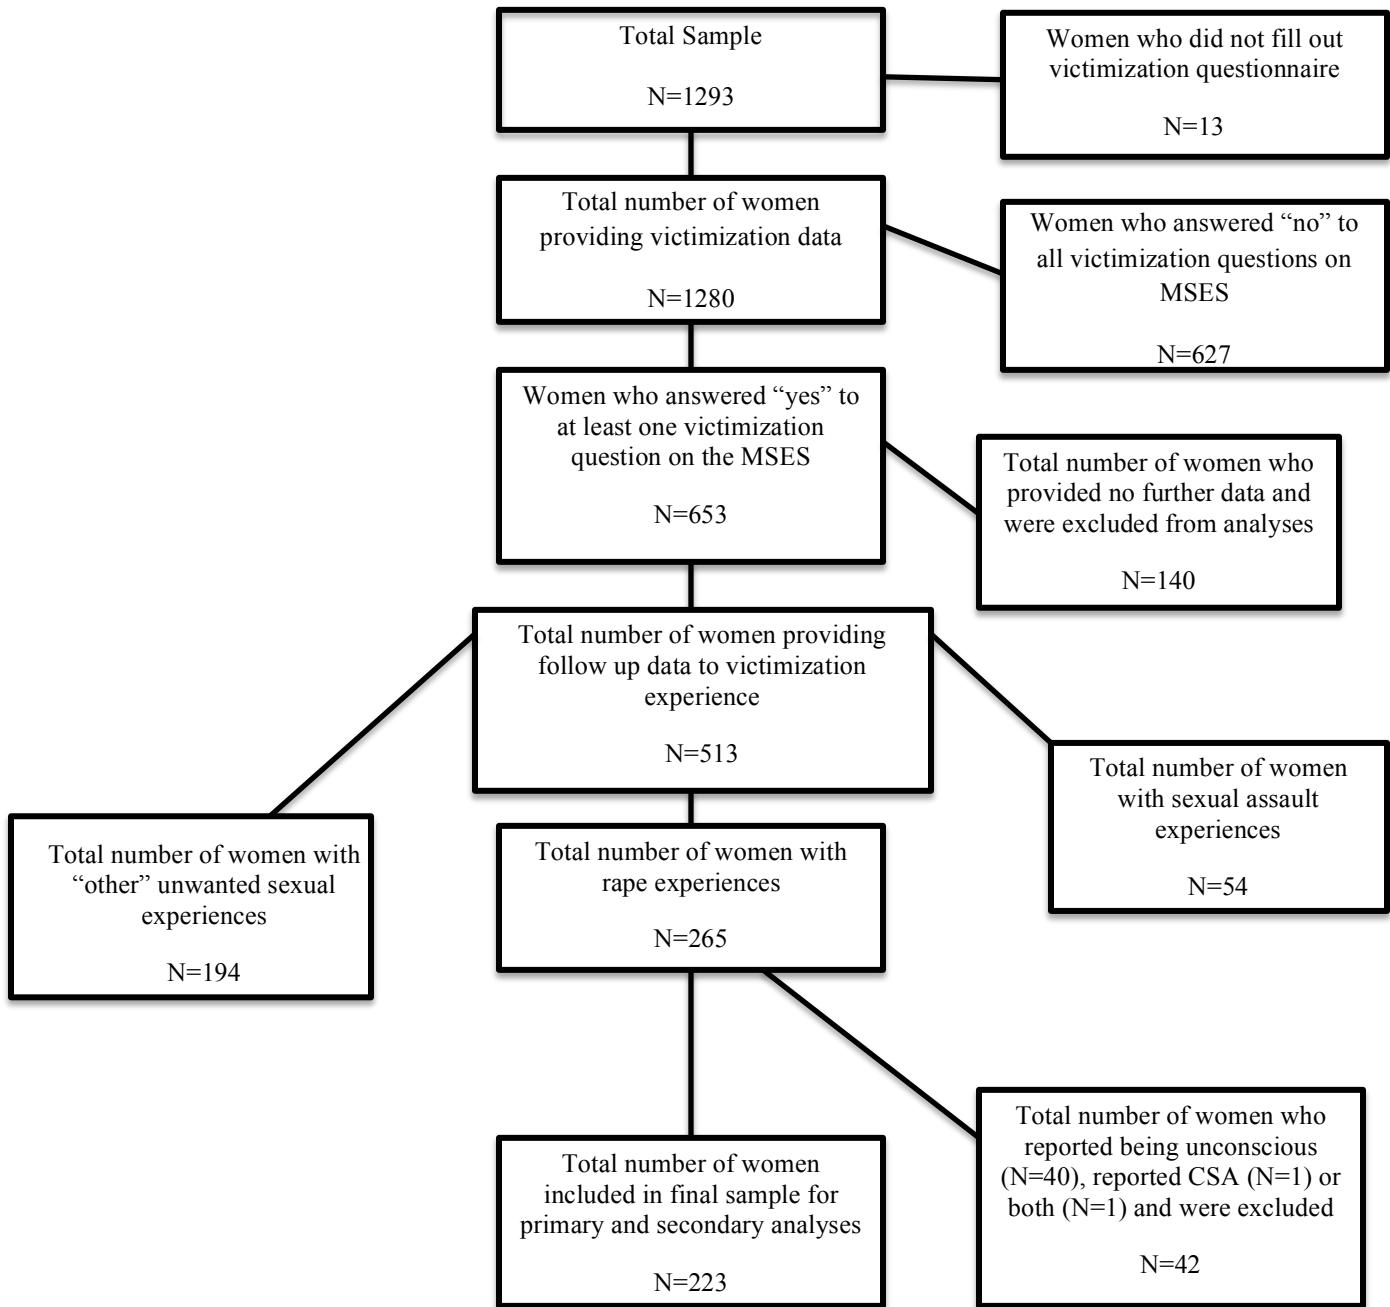 Total Sample
N=1293
Women who did not fill out
victimization questionnaire
N=13
Total number of women
providing victimization data
N=1280
Women who answered “no” to
all victimization questions on
MSES
N=627
Women who answered “yes” to
at least one victimization
question on the MSES
N=653
Total number of women who
provided no further data and
were excluded from analyses
N=140
Total number of women providing
follow up data to victimization
experience
N=513
Total number of women
with sexual assault
experiences
N=54
Total number of women with
“other” unwanted sexual
experiences
N=194
Total number of women with
rape experiences
N=265
Total number of women who
reported being unconscious
(N=40), reported CSA (N=1) or
both (N=1) and were excluded
N=42
Total number of women
included in final sample for
primary and secondary analyses
N=223